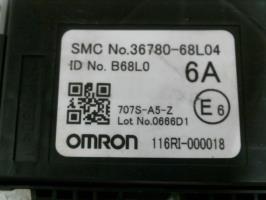 SMC No.36780-68L04
ID No. B68L0
6A
707S-A5-Z
Lot No.0666D1
E6
OMRON 116RI-000018